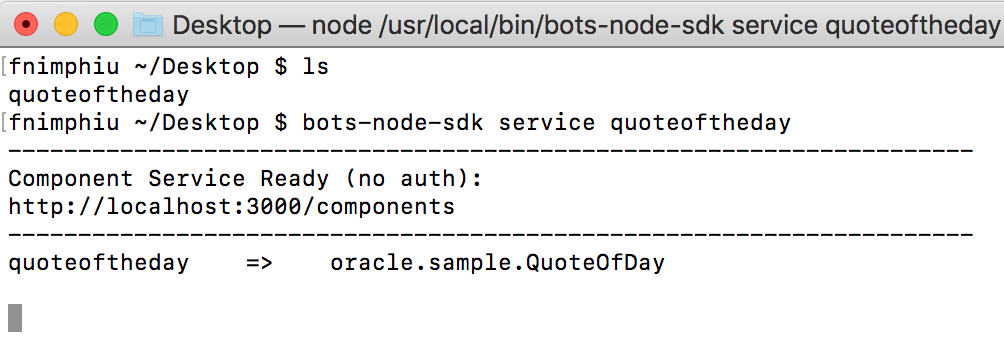 Desktop — node /usr/local/bin/bots-node-sdk service quoteoftheday
[fnimphiu ~/Desktop $ ls
quoteoftheday
[fnimphiu ~/Desktop $ bots-node-sdk service quoteoftheday
---------------------------------------------------------------------
Component Service Ready (no auth):
http://localhost:3000/components
---------------------------------------------------------------------
quoteoftheday    =>    oracle.sample.QuoteOfDay